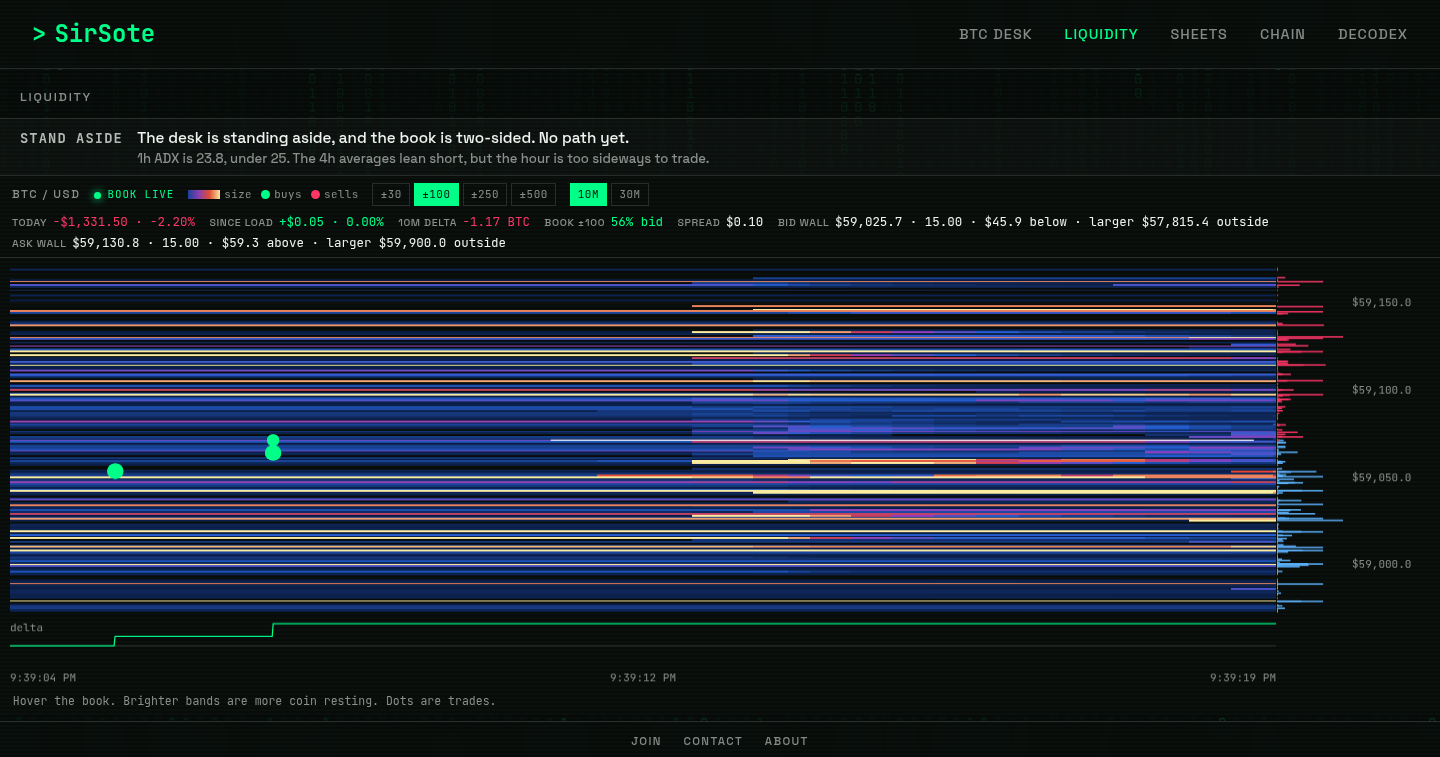 > SirSote
BTC DESK LIQUIDITY SHEETS CHAIN DECODEX
LIQUIDITY
STAND ASIDE The desk is standing aside, and the book is two-sided. No path yet.
1h ADX is 23.8, under 25. The 4h averages lean short, but the hour is too sideways to trade.
BTC / USD BOOK LIVE size buys sells ±30 ±100 ±250 ±500 10M 30M
TODAY -$1,331.50 · -2.20% SINCE LOAD +$0.05 · 0.00% 10M DELTA -1.17 BTC BOOK ±100 56% bid SPREAD $0.10 BID WALL $59,025.7 · 15.00 · $45.9 below · larger $57,815.4 outside
ASK WALL $59,130.8 · 15.00 · $59.3 above · larger $59,900.0 outside
$59,150.0
$59,100.0
$59,050.0
$59,000.0
delta
9:39:04 PM 9:39:12 PM 9:39:19 PM
Hover the book. Brighter bands are more coin resting. Dots are trades.
JOIN CONTACT ABOUT